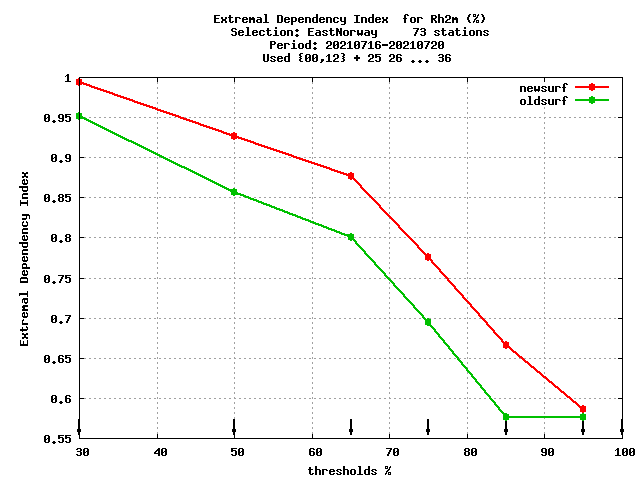 Extremal Dependency Index  for Rh2m (%)
Selection: EastNorway     73 stations
Period: 20210716-20210720
Used {00,12} + 25 26 ... 36
newsurf
oldsurf
1
0.95
0.9
0.85
0.8
0.75
0.7
0.65
0.6
0.55
Extremal Dependency Index
30 40 50 60 70 80 90 100
thresholds %